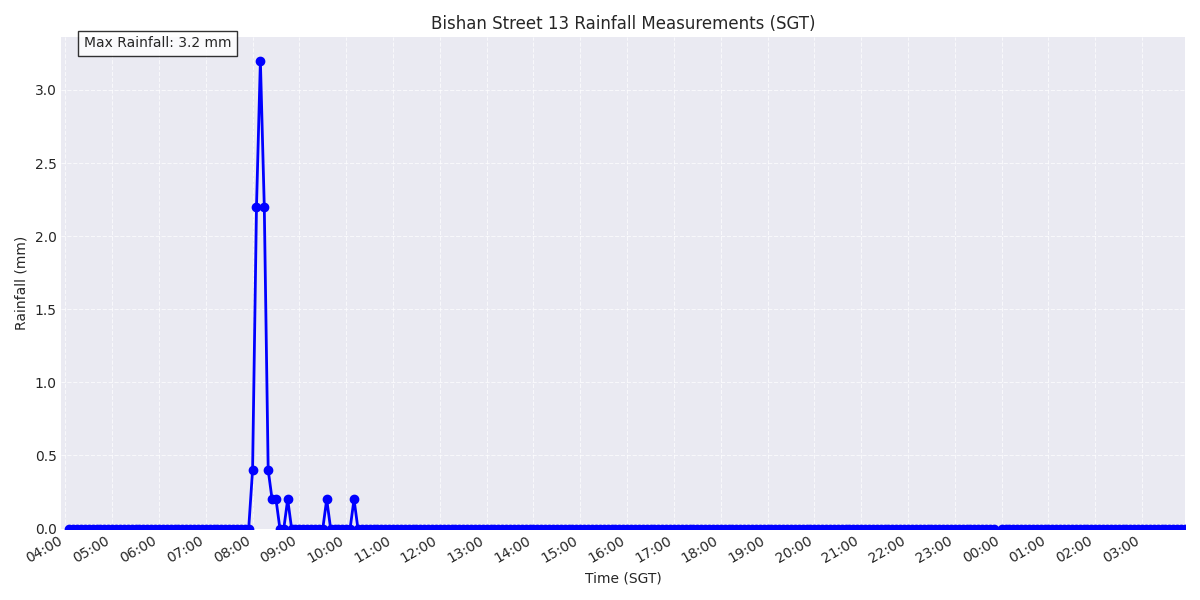 Bishan Street 13 Rainfall Measurements (SGT)
Max Rainfall: 3.2 mm
Rainfall (mm)
3.0
2.5
2.0
1.5
1.0
0.5
0.0
04:00 05:00 06:00 07:00 08:00 09:00 10:00 11:00 12:00 13:00 14:00 15:00 16:00 17:00 18:00 19:00 20:00 21:00 22:00 23:00 00:00 01:00 02:00 03:00
Time (SGT)